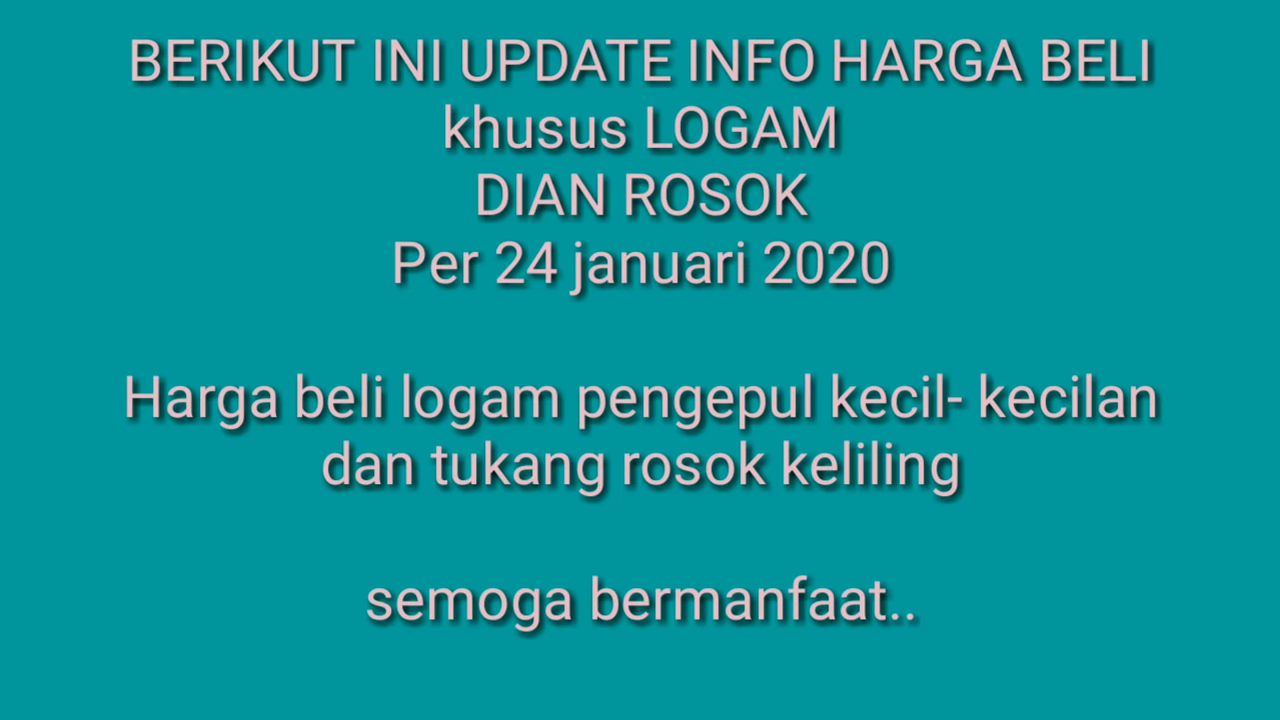 BERIKUT INI UPDATE INFO HARGA BELI
khusus LOGAM
DIAN ROSOK
Per 24 januari 2020
Harga beli logam pengepul kecil- kecilan
dan tukang rosok keliling
semoga bermanfaat..